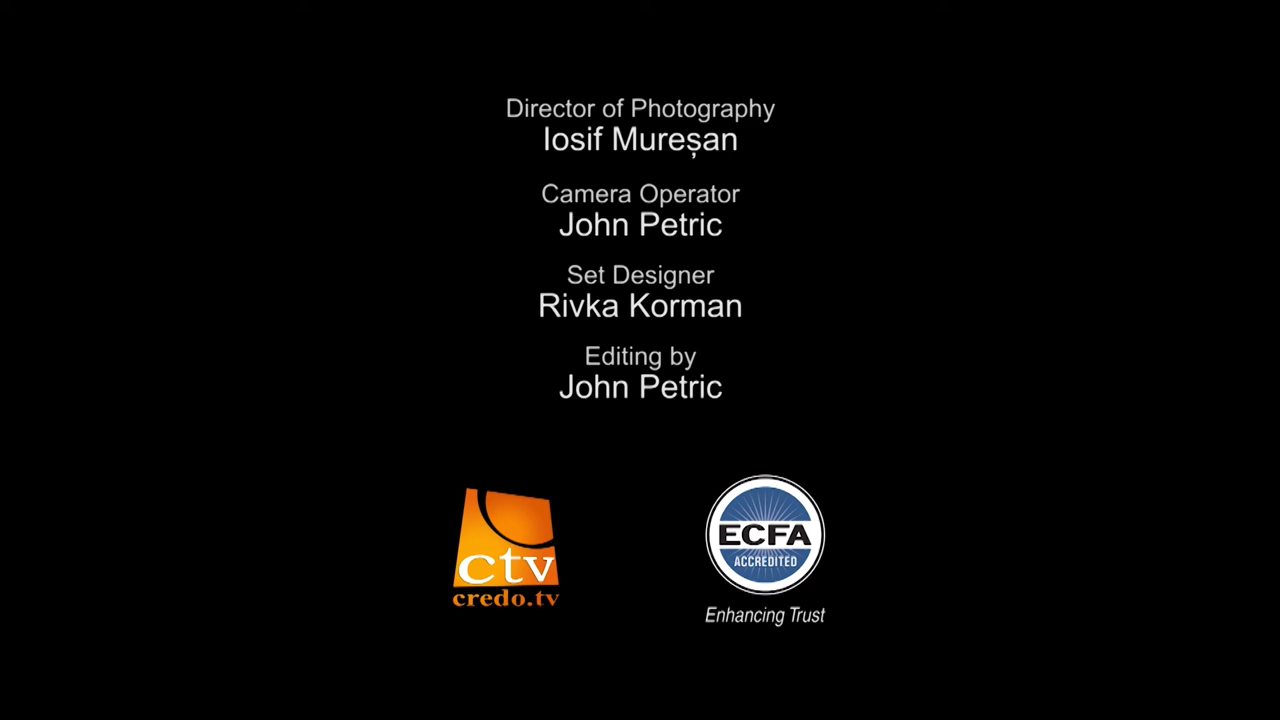 Director of Photography
Iosif Mureșan
Camera Operator
John Petric
Set Designer
Rivka Korman
Editing by
John Petric
ctv
credo.tv
ECFA
ACCREDITED
Enhancing Trust